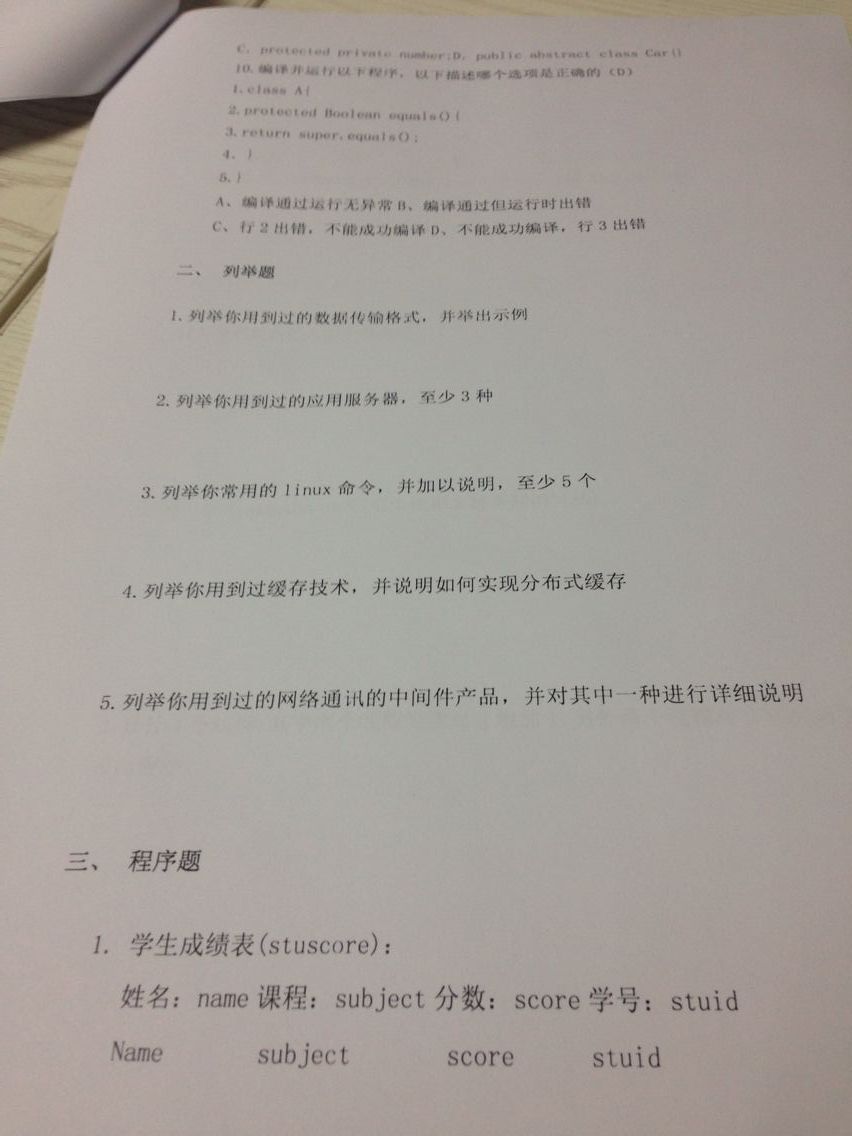 C. protected private number;D. public abstract class Car{}
10.编译并运行以下程序，以下描述哪个选项是正确的（D）
1.class A{
2.protected Boolean equals(){
3.return super.equals();
4. }
5.}
A、编译通过运行无异常 B、编译通过但运行时出错
C、行 2 出错，不能成功编译 D、不能成功编译，行 3 出错
二、 列举题
1.列举你用到过的数据传输格式，并举出示例
2.列举你用到过的应用服务器，至少 3 种
3.列举你常用的 linux 命令，并加以说明，至少 5 个
4.列举你用到过缓存技术，并说明如何实现分布式缓存
5.列举你用到过的网络通讯的中间件产品，并对其中一种进行详细说明
三、 程序题
1. 学生成绩表(stuscore)：
姓名：name 课程：subject 分数：score 学号：stuid
Name subject score stuid